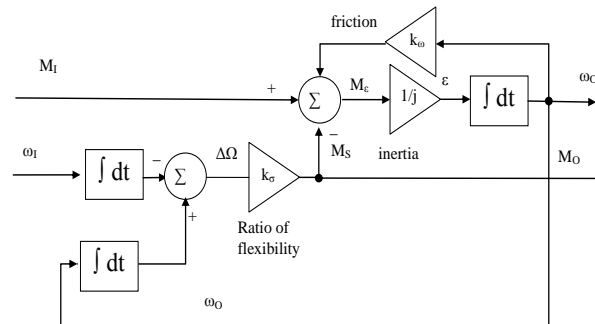 friction
k_ω
M_I
+
Σ
M_ε
1/j
ε
∫ dt
ω_O
−
M_S
inertia
M_O
ω_I
∫ dt
−
Σ
ΔΩ
k_σ
+
Ratio of
flexibility
∫ dt
ω_O